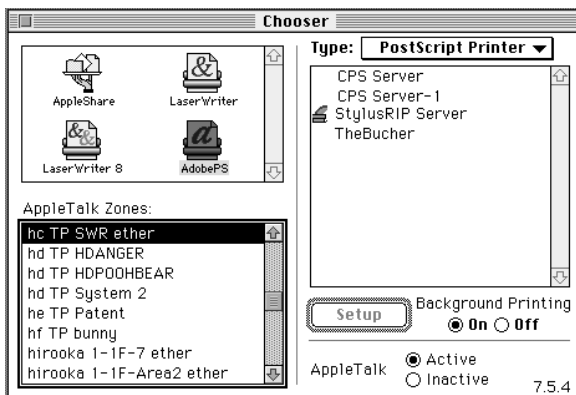 Chooser
AppleShare
LaserWriter
LaserWriter 8
AdobePS
AppleTalk Zones:
hc TP SWR ether
hd TP HDANGER
hd TP HDPOOHBEAR
hd TP System 2
he TP Patent
hf TP bunny
hirooka 1-1F-7 ether
hirooka 1-1F-Area2 ether
Type: PostScript Printer
CPS Server
CPS Server-1
StylusRIP Server
TheBucher
Setup
Background Printing
On Off
AppleTalk
Active
Inactive
7.5.4